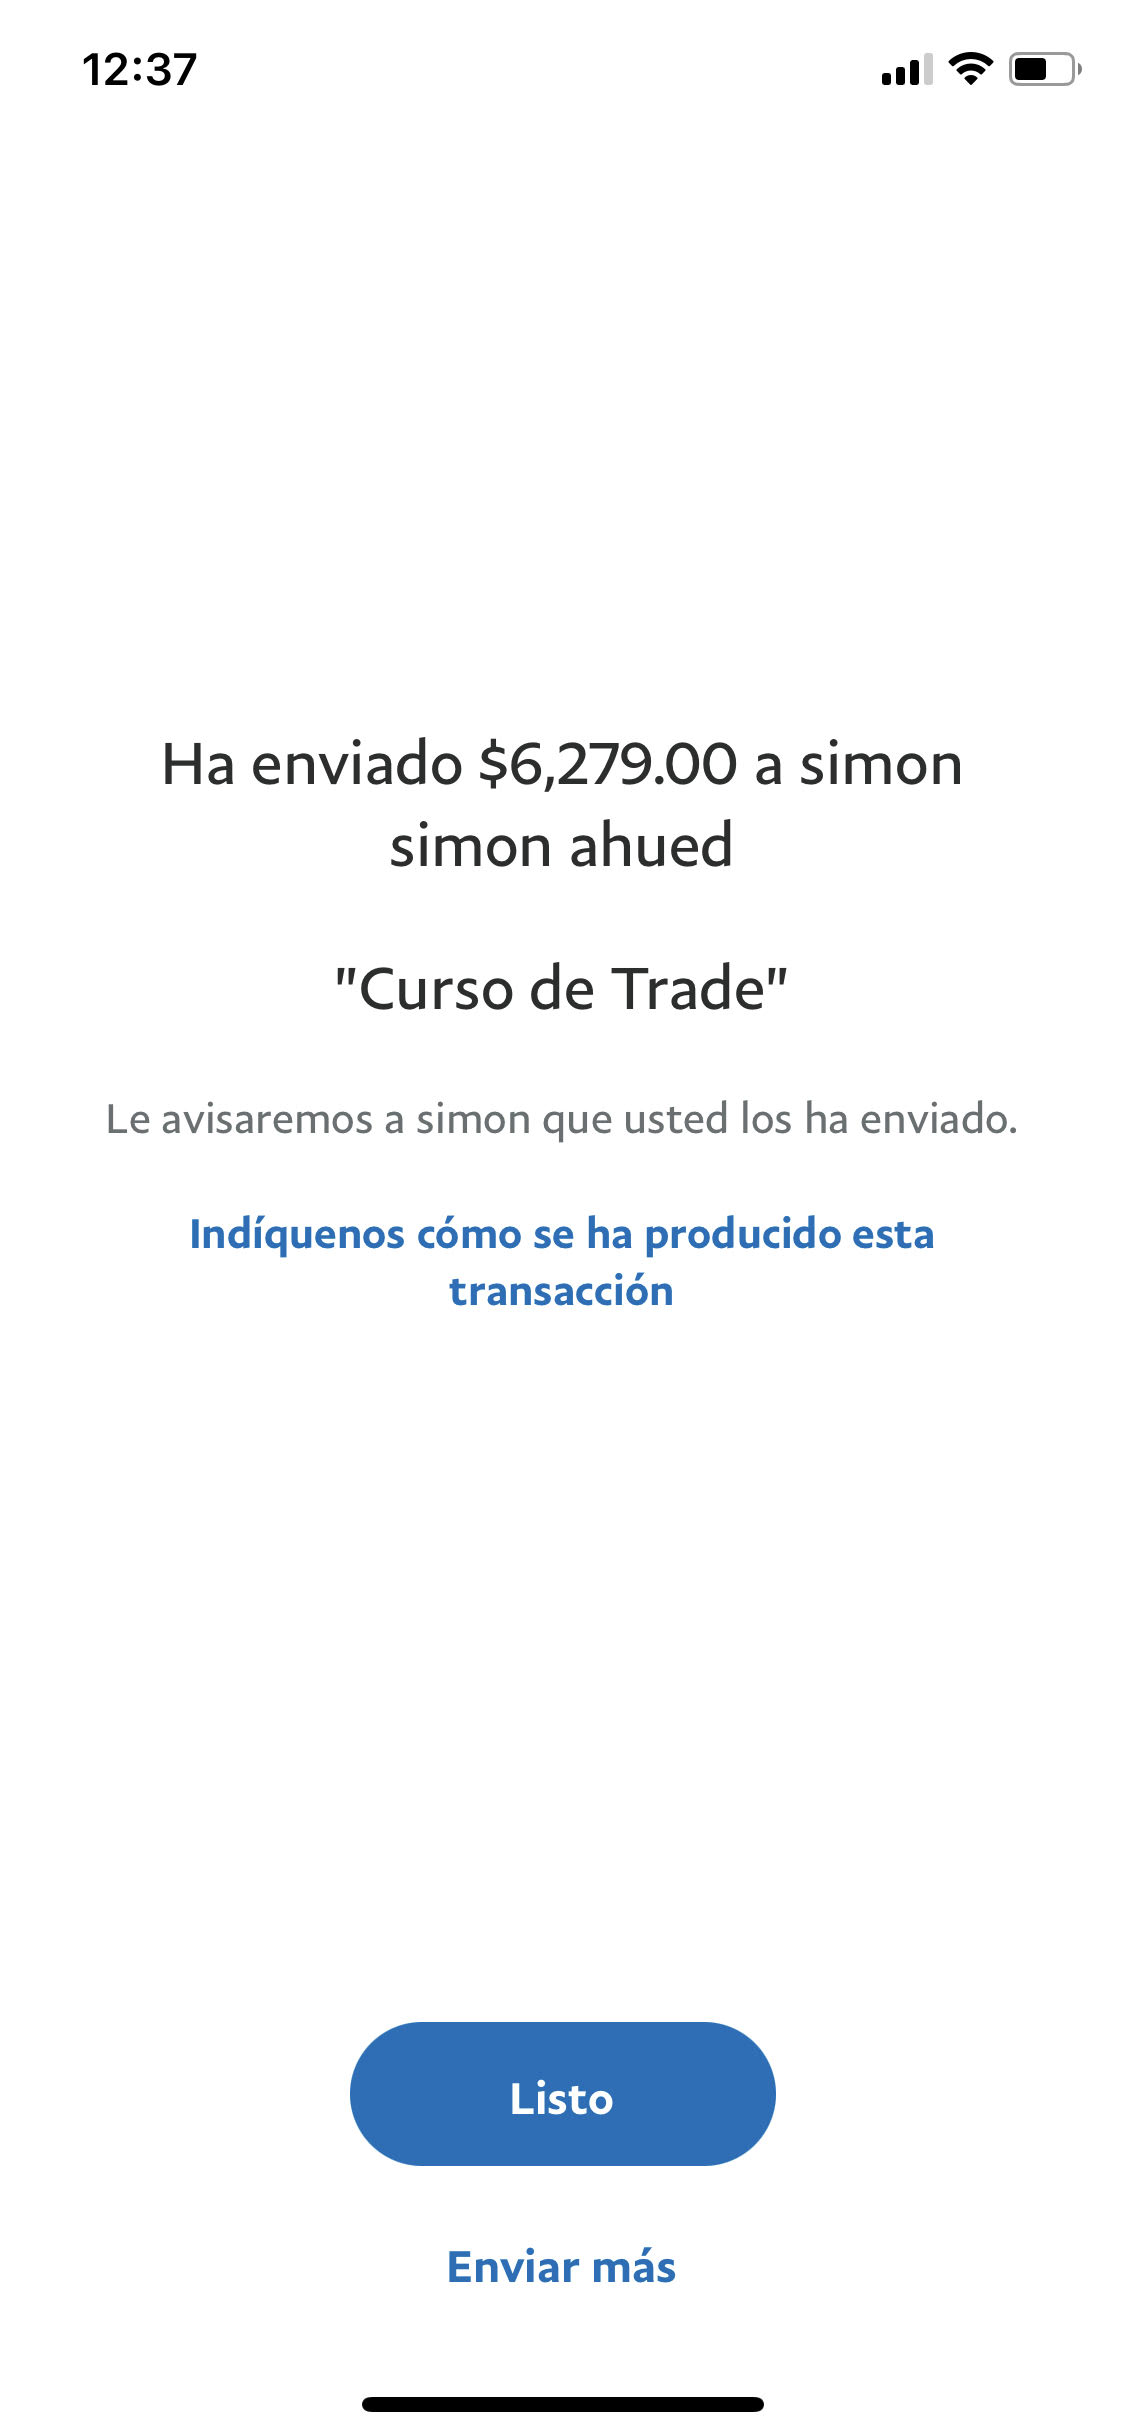 12:37
Ha enviado $6,279.00 a simon
simon ahued
"Curso de Trade"
Le avisaremos a simon que usted los ha enviado.
Indíquenos cómo se ha producido esta
transacción
Listo
Enviar más